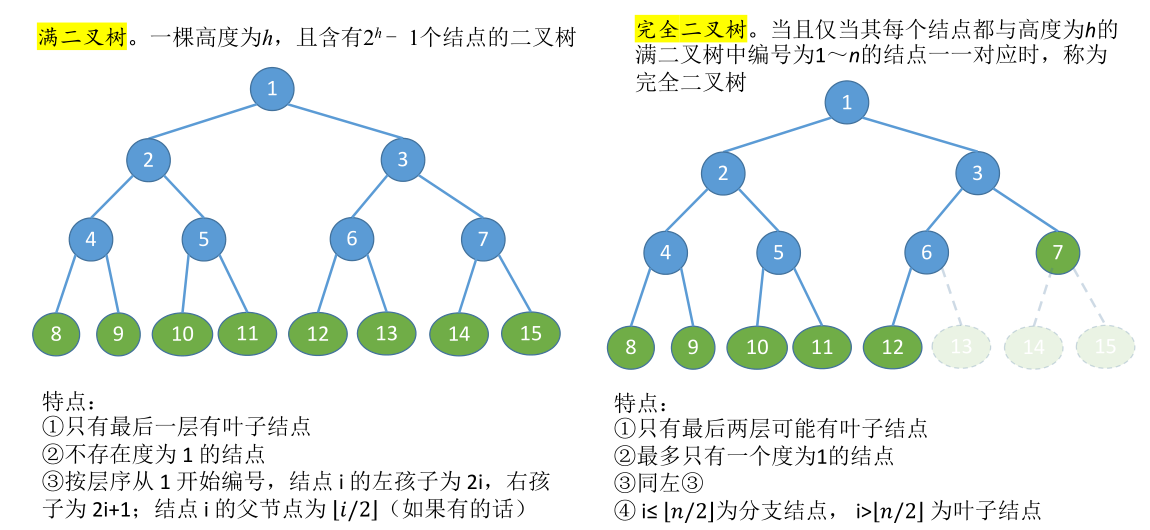 满二叉树。一棵高度为h，且含有2ʰ − 1个结点的二叉树
1
2
3
4
5
6
7
8
9
10
11
12
13
14
15
特点：
①只有最后一层有叶子结点
②不存在度为 1 的结点
③按层序从 1 开始编号，结点 i 的左孩子为 2i，右孩
子为 2i+1；结点 i 的父节点为 ⌊i/2⌋（如果有的话）
完全二叉树。当且仅当其每个结点都与高度为h的
满二叉树中编号为1～n的结点一一对应时，称为
完全二叉树
1
2
3
4
5
6
7
8
9
10
11
12
13
14
15
特点：
①只有最后两层可能有叶子结点
②最多只有一个度为1的结点
③同左③
④ i≤ ⌊n/2⌋为分支结点， i>⌊n/2⌋ 为叶子结点